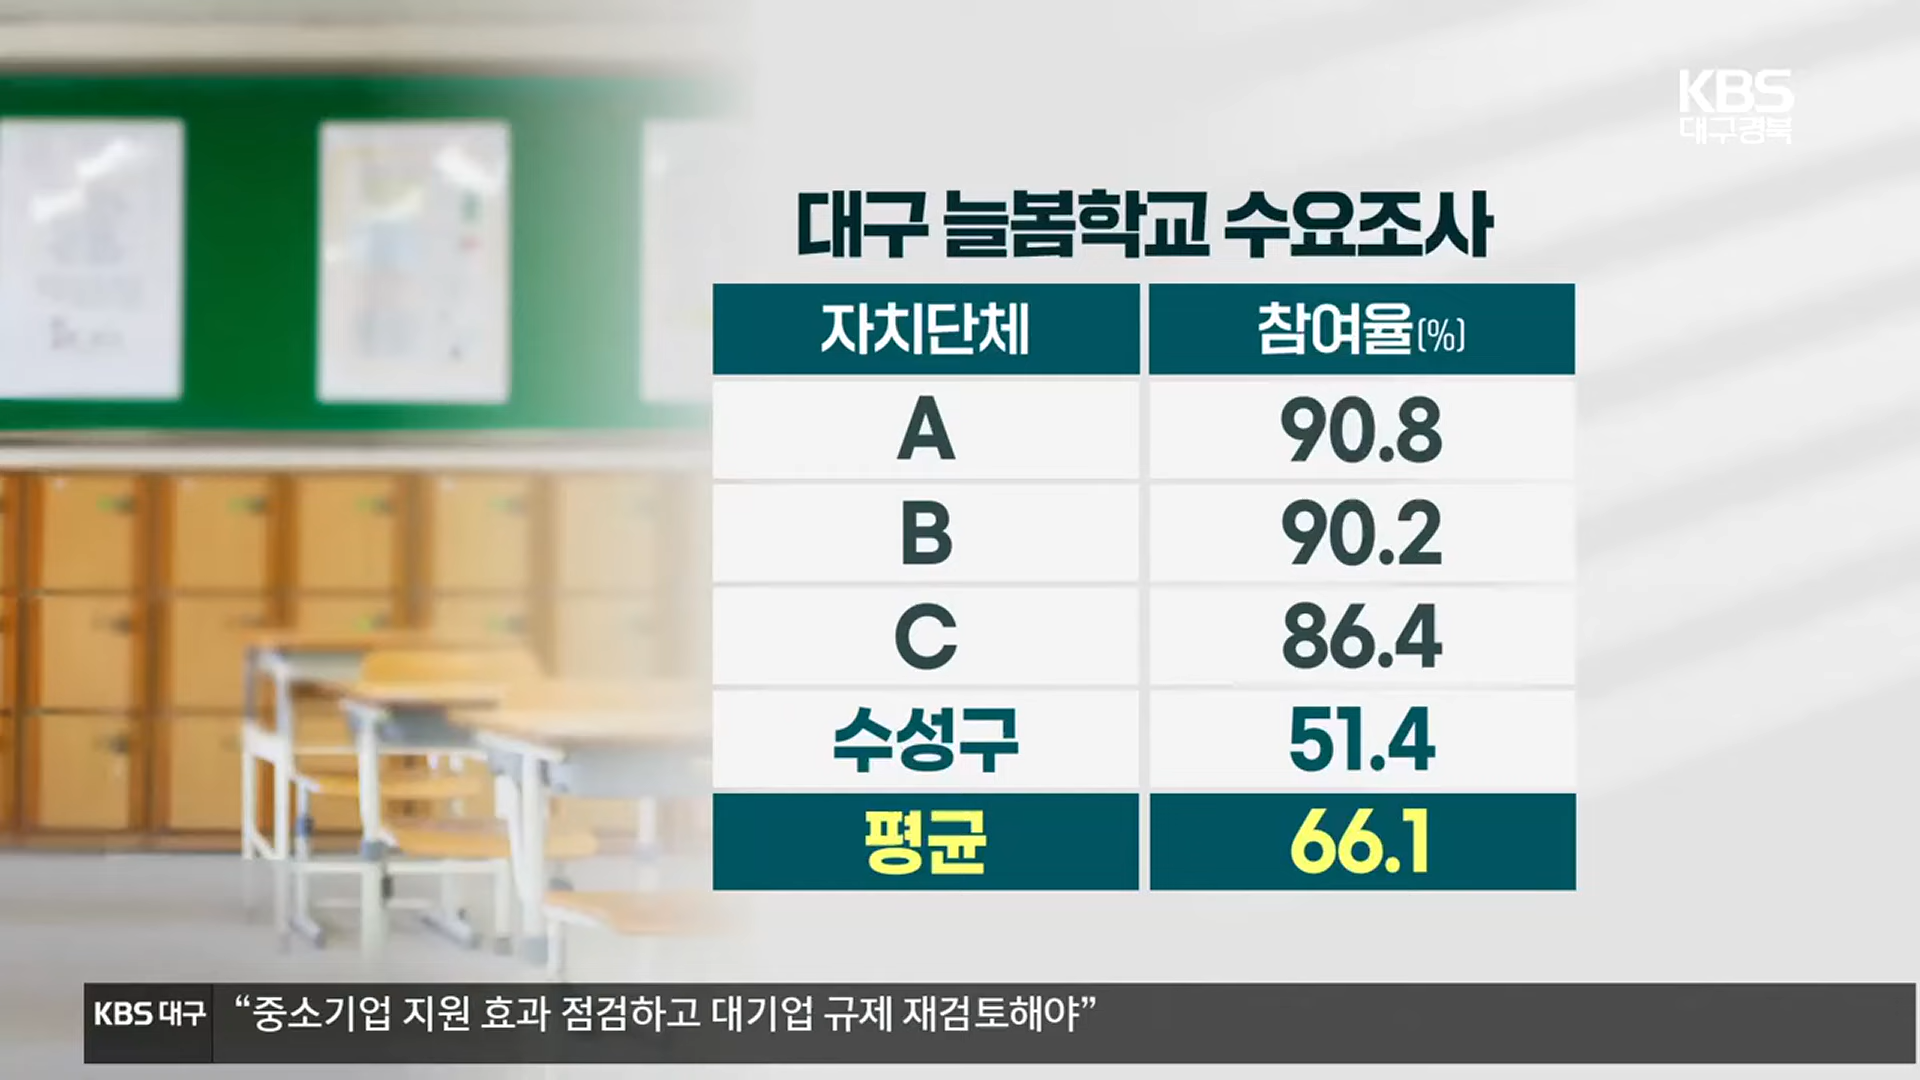 KBS
대구경북
대구 늘봄학교 수요조사
자치단체 참여율(%)
A 90.8
B 90.2
C 86.4
수성구 51.4
평균 66.1
KBS 대구 “중소기업 지원 효과 점검하고 대기업 규제 재검토해야”